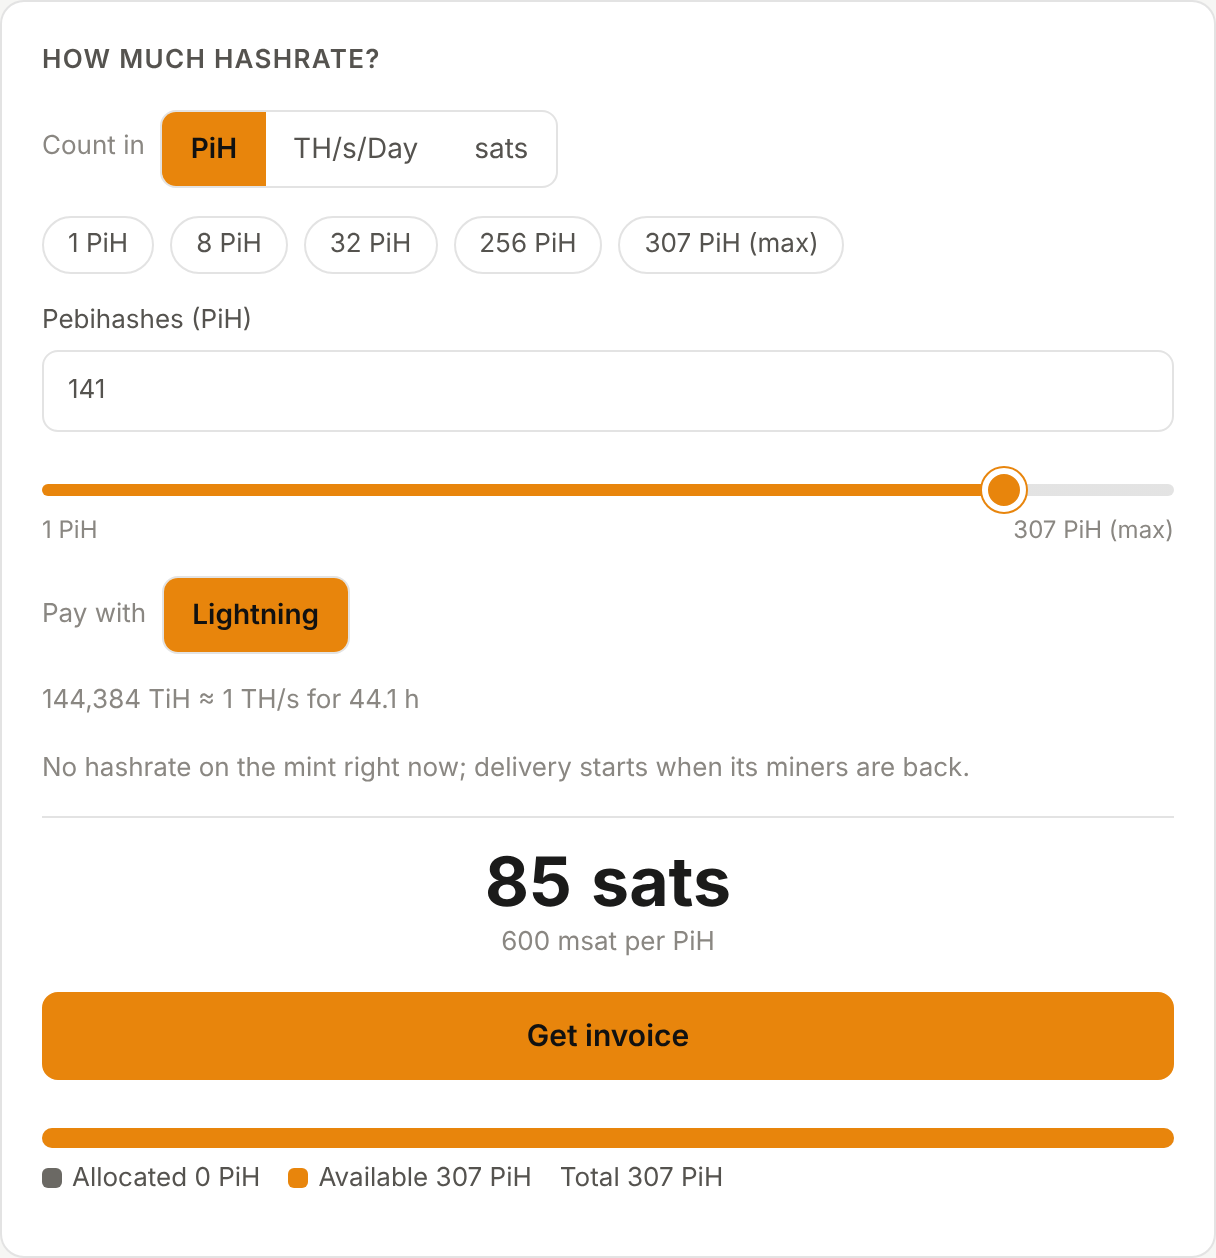 HOW MUCH HASHRATE?
Count in PiH TH/s/Day sats
1 PiH 8 PiH 32 PiH 256 PiH 307 PiH (max)
Pebihashes (PiH)
141
1 PiH 307 PiH (max)
Pay with Lightning
144,384 TiH ≈ 1 TH/s for 44.1 h
No hashrate on the mint right now; delivery starts when its miners are back.
85 sats
600 msat per PiH
Get invoice
Allocated 0 PiH Available 307 PiH Total 307 PiH